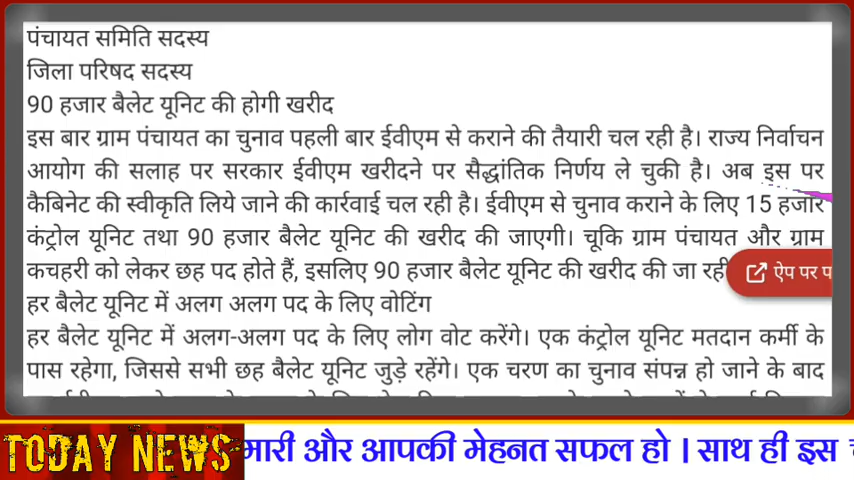 पंचायत समिति सदस्य
जिला परिषद सदस्य
90 हजार बैलेट यूनिट की होगी खरीद
इस बार ग्राम पंचायत का चुनाव पहली बार ईवीएम से कराने की तैयारी चल रही है। राज्य निर्वाचन
आयोग की सलाह पर सरकार ईवीएम खरीदने पर सैद्धांतिक निर्णय ले चुकी है। अब इस पर
कैबिनेट की स्वीकृति लिये जाने की कार्रवाई चल रही है। ईवीएम से चुनाव कराने के लिए 15 हजार
कंट्रोल यूनिट तथा 90 हजार बैलेट यूनिट की खरीद की जाएगी। चूकि ग्राम पंचायत और ग्राम
कचहरी को लेकर छह पद होते हैं, इसलिए 90 हजार बैलेट यूनिट की खरीद की जा रही
ऐप पर
हर बैलेट यूनिट में अलग अलग पद के लिए वोटिंग
हर बैलेट यूनिट में अलग-अलग पद के लिए लोग वोट करेंगे। एक कंट्रोल यूनिट मतदान कर्मी के
पास रहेगा, जिससे सभी छह बैलेट यूनिट जुड़े रहेंगे। एक चरण का चुनाव संपन्न हो जाने के बाद
TODAY NEWS
मारी और आपकी मेहनत सफल हो । साथ ही इस